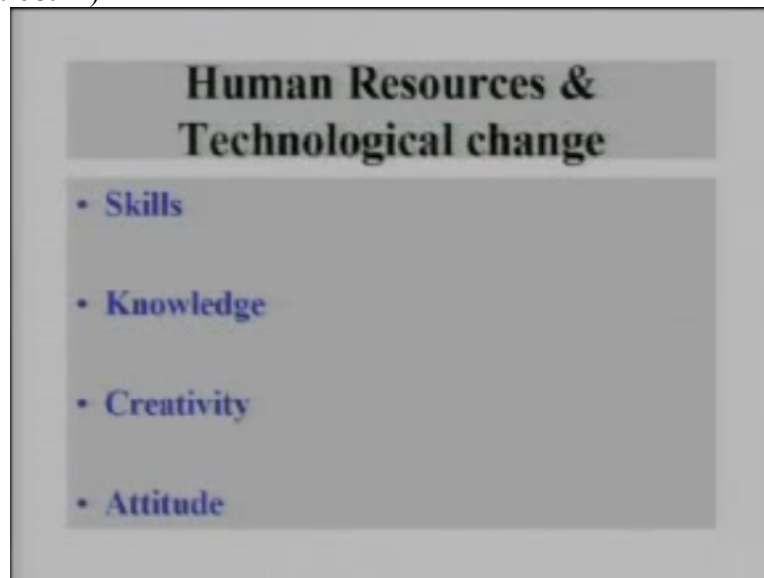 Human Resources &
Technological change
• Skills
• Knowledge
• Creativity
• Attitude